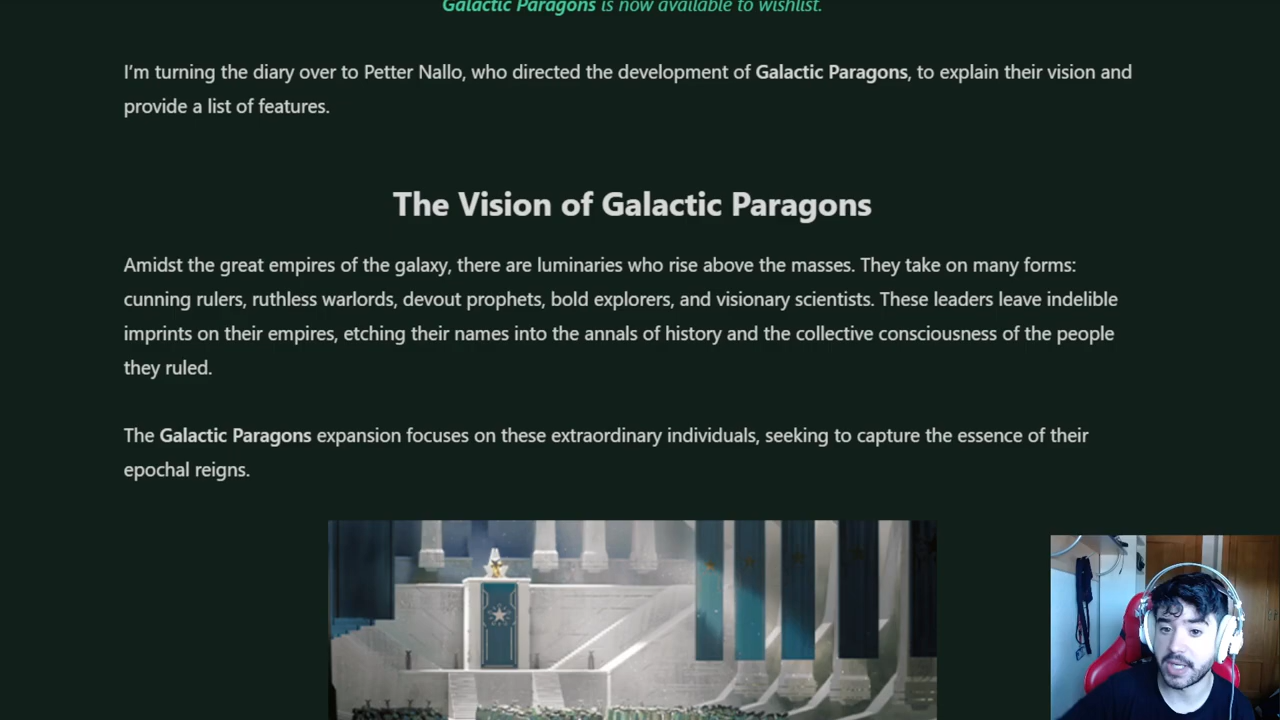 Galactic Paragons is now available to wishlist.
I’m turning the diary over to Petter Nallo, who directed the development of Galactic Paragons, to explain their vision and
provide a list of features.
The Vision of Galactic Paragons
Amidst the great empires of the galaxy, there are luminaries who rise above the masses. They take on many forms:
cunning rulers, ruthless warlords, devout prophets, bold explorers, and visionary scientists. These leaders leave indelible
imprints on their empires, etching their names into the annals of history and the collective consciousness of the people
they ruled.
The Galactic Paragons expansion focuses on these extraordinary individuals, seeking to capture the essence of their
epochal reigns.